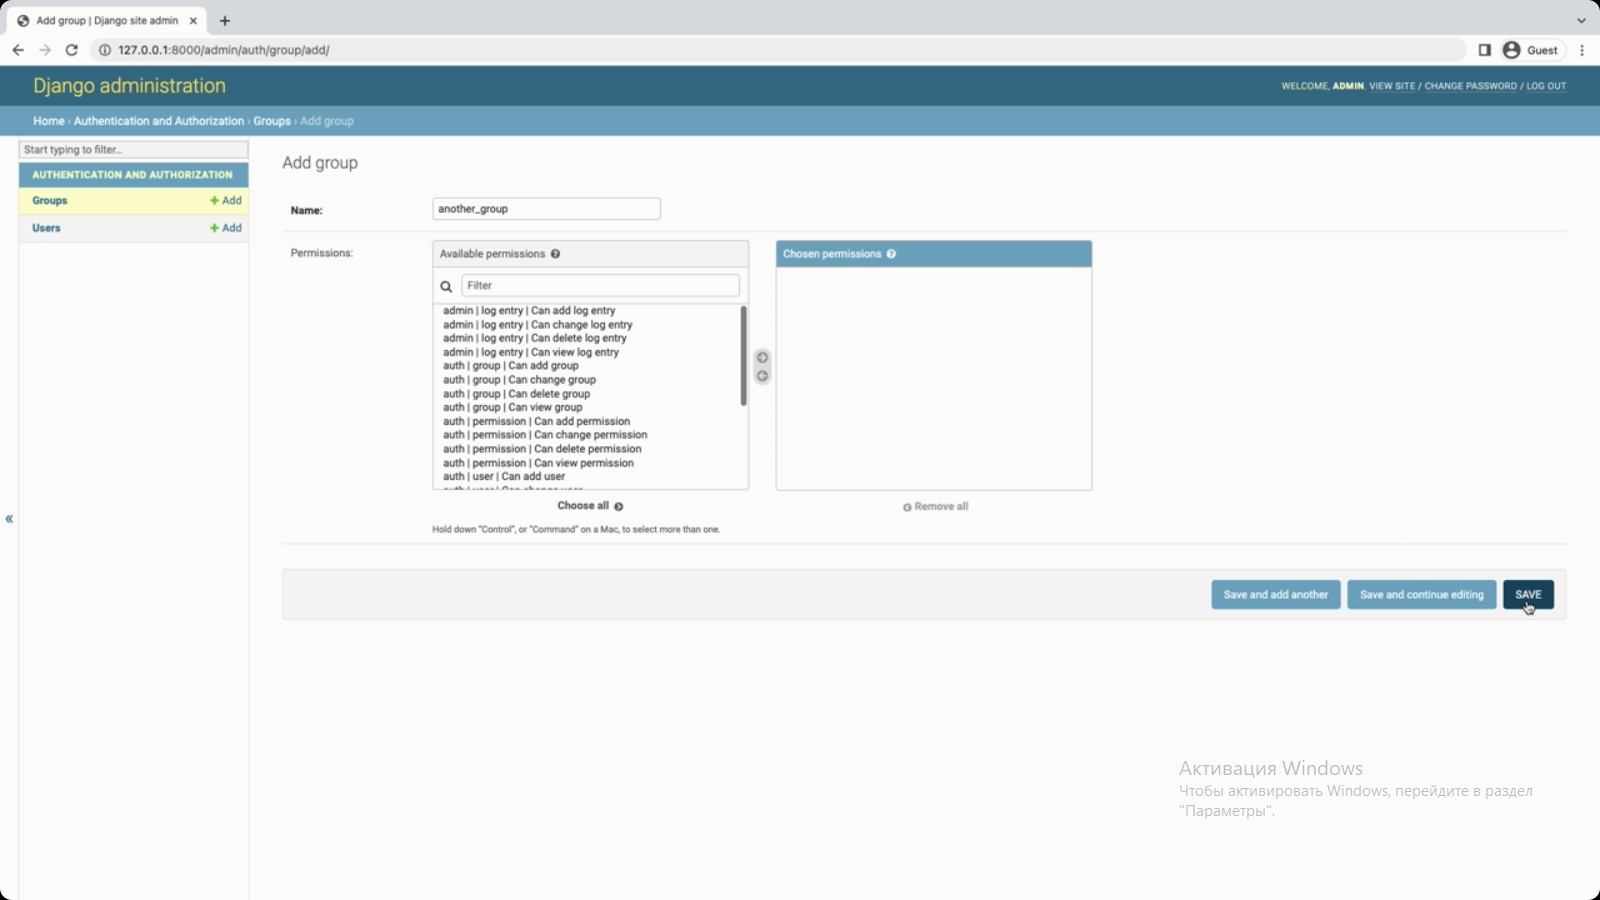 Add group | Django site admin
127.0.0.1:8000/admin/auth/group/add/
Guest
Django administration
WELCOME, ADMIN. VIEW SITE / CHANGE PASSWORD / LOG OUT
Home › Authentication and Authorization › Groups › Add group
Start typing to filter...
AUTHENTICATION AND AUTHORIZATION
Groups
+ Add
Users
+ Add
Add group
Name:
another_group
Permissions:
Available permissions
Filter
admin | log entry | Can add log entry
admin | log entry | Can change log entry
admin | log entry | Can delete log entry
admin | log entry | Can view log entry
auth | group | Can add group
auth | group | Can change group
auth | group | Can delete group
auth | group | Can view group
auth | permission | Can add permission
auth | permission | Can change permission
auth | permission | Can delete permission
auth | permission | Can view permission
auth | user | Can add user
Chosen permissions
Choose all
Remove all
Hold down "Control", or "Command" on a Mac, to select more than one.
Save and add another
Save and continue editing
SAVE
Активация Windows
Чтобы активировать Windows, перейдите в раздел
"Параметры".